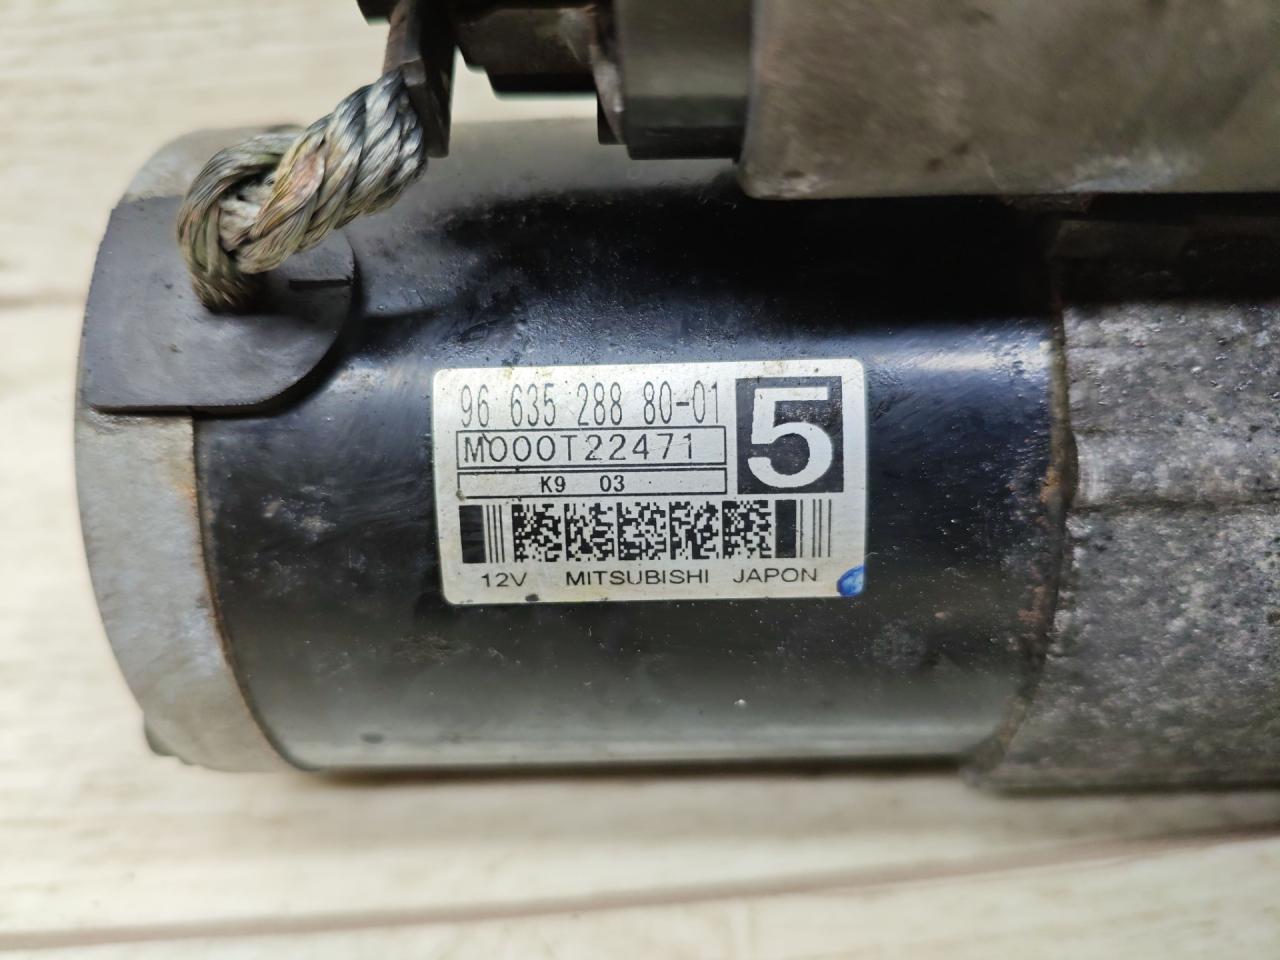 96 635 288 80-01
5
M000T22471
K9 03
12V MITSUBISHI JAPON